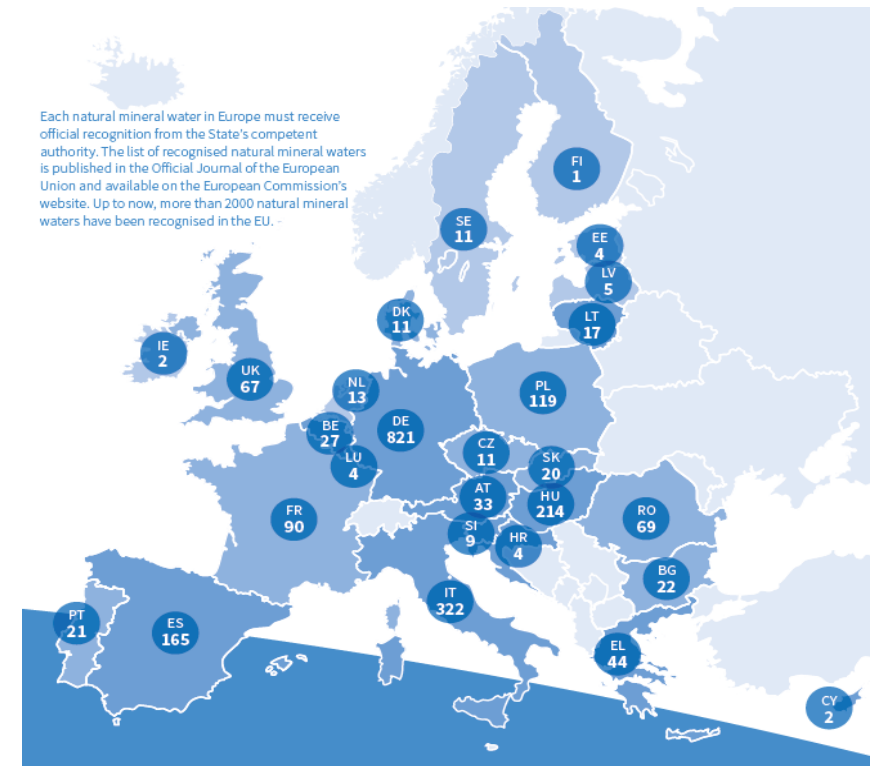 Each natural mineral water in Europe must receive
official recognition from the State's competent
authority. The list of recognised natural mineral waters
is published in the Official Journal of the European
Union and available on the European Commission's
website. Up to now, more than 2000 natural mineral
waters have been recognised in the EU.
FI
1
SE
11
EE
4
LV
5
LT
17
DK
11
IE
2
UK
67
NL
13
PL
119
BE
27
DE
821
LU
4
CZ
11
SK
20
AT
33
HU
214
FR
90
SI
9
HR
4
RO
69
BG
22
IT
322
PT
21
ES
165
EL
44
CY
2